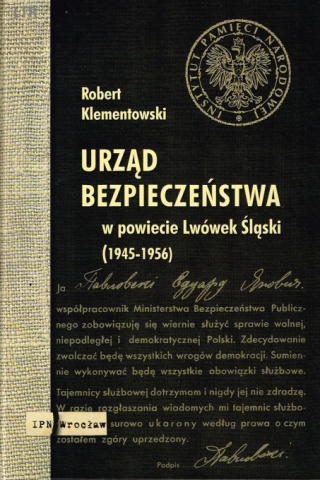 INSTYTUT PAMIĘCI NARODOWEJ
Robert
Klementowski
URZĄD
BEZPIECZEŃSTWA
w powiecie Lwówek Śląski
(1945-1956)
Ja
współpracownik Ministerstwa Bezpieczeństwa Publicz-
nego zobowiązuję się wiernie służyć sprawie wolnej,
niepodległej i demokratycznej Polski. Zdecydowanie
zwalczać będę wszystkich wrogów demokracji. Sumien-
nie wykonywać będę wszystkie obowiązki służbowe.
Tajemnicy służbowej dotrzymam i nigdy jej nie zdradzę.
W razie rozgłaszania wiadomych mi tajemnic służbo-
surowo ukarany według prawa o czym
zostałem zgóry uprzedzony.
IPN Wrocław
Podpis